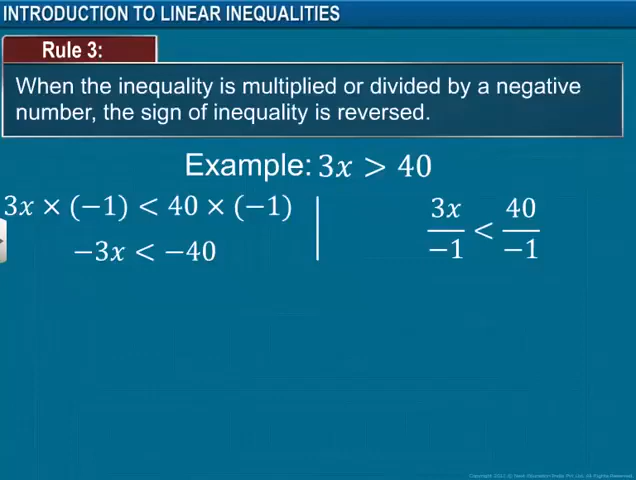 INTRODUCTION TO LINEAR INEQUALITIES
Rule 3:
When the inequality is multiplied or divided by a negative
number, the sign of inequality is reversed.
Example: 3x > 40
3x × (−1) < 40 × (−1)
−3x < −40
3x/−1 < 40/−1